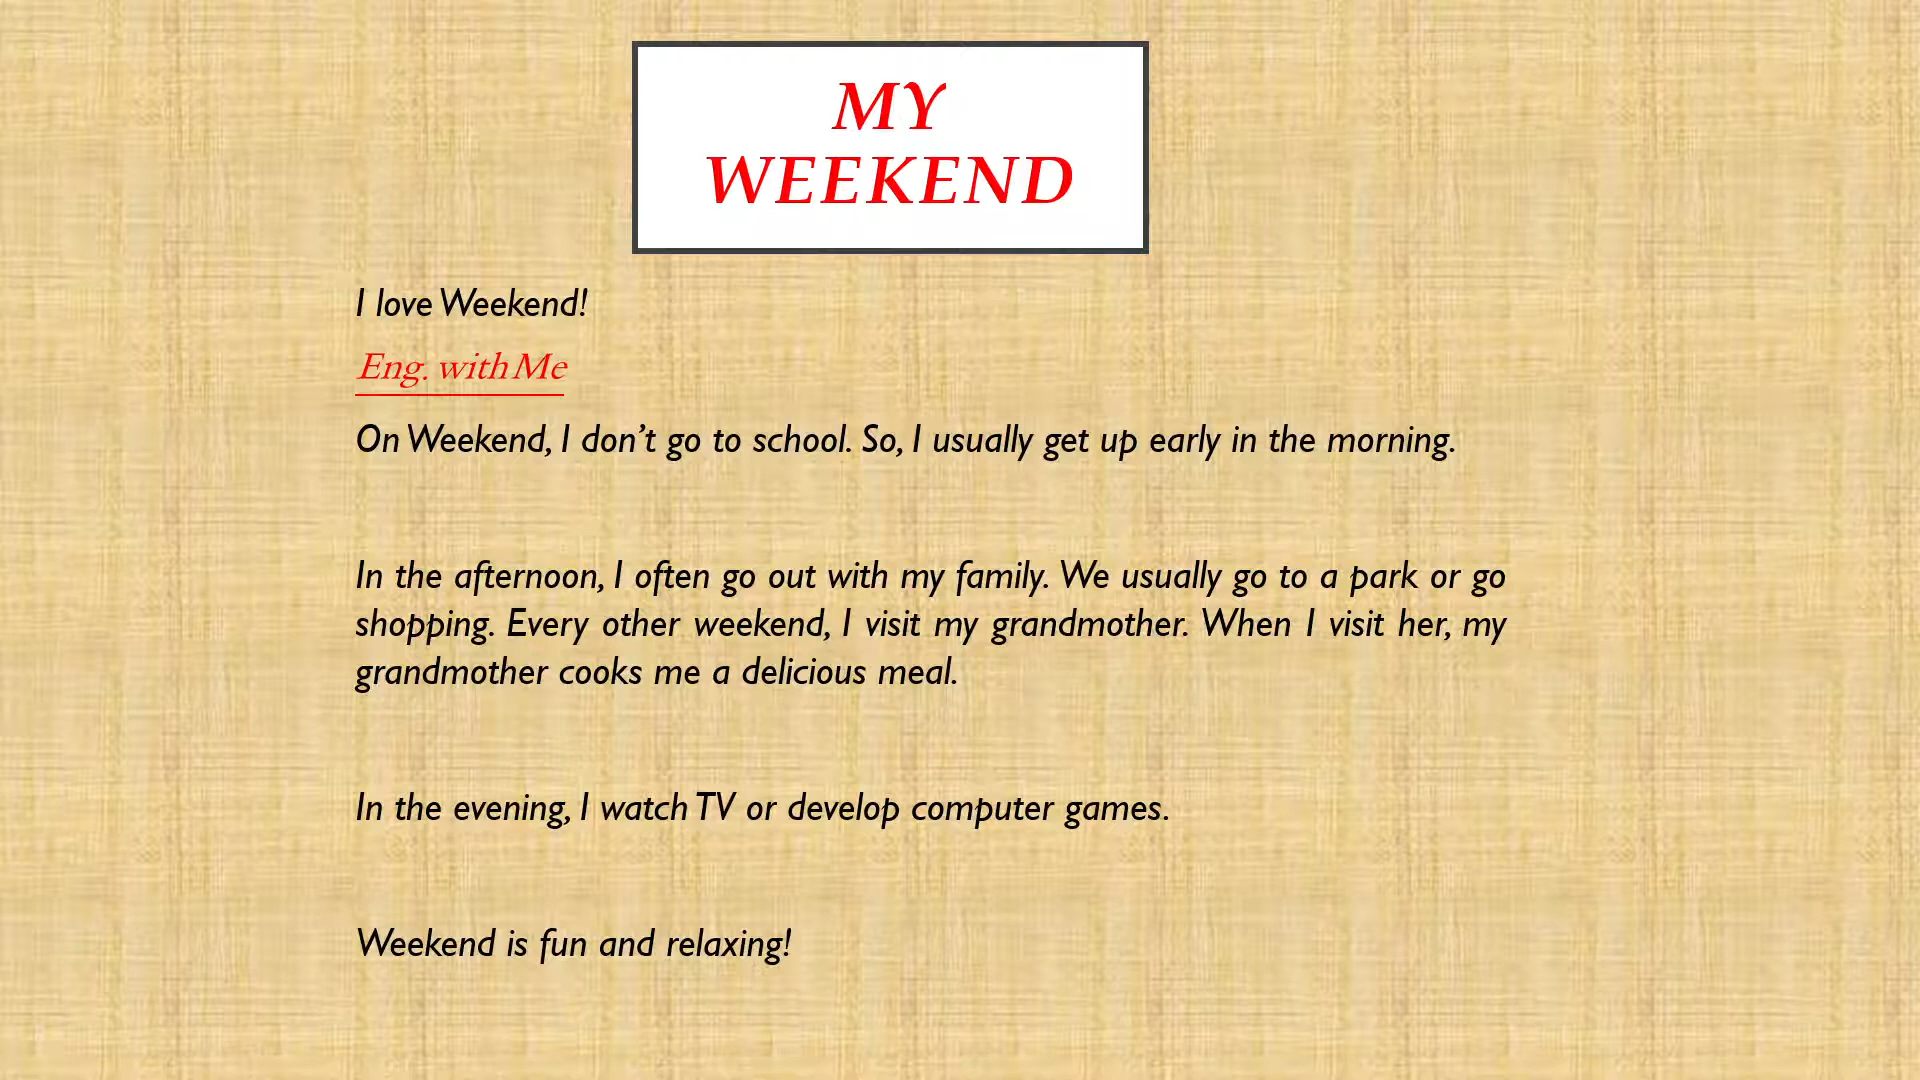 MY
WEEKEND
I love Weekend!
Eng. with Me
On Weekend, I don’t go to school. So, I usually get up early in the morning.
In the afternoon, I often go out with my family. We usually go to a park or go
shopping. Every other weekend, I visit my grandmother. When I visit her, my
grandmother cooks me a delicious meal.
In the evening, I watch TV or develop computer games.
Weekend is fun and relaxing!